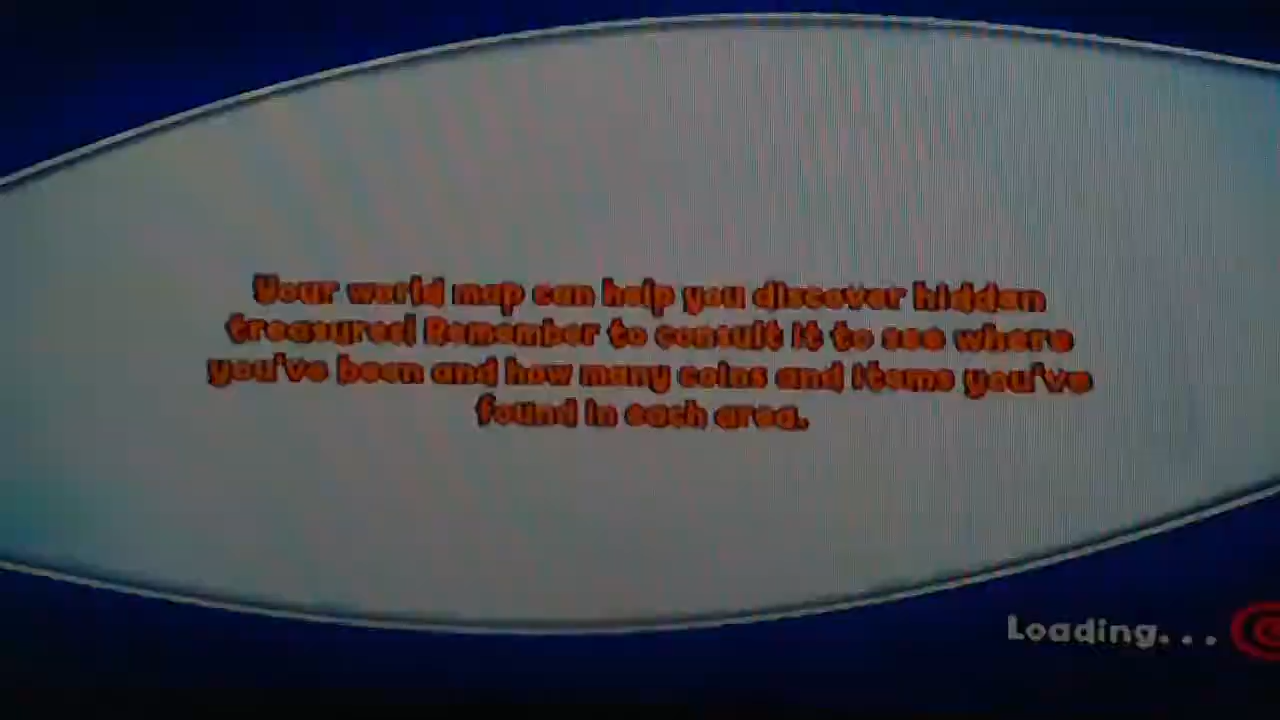 Your world map can help you discover hidden
treasures! Remember to consult it to see where
you've been and how many coins and items you've
found in each area.
Loading...